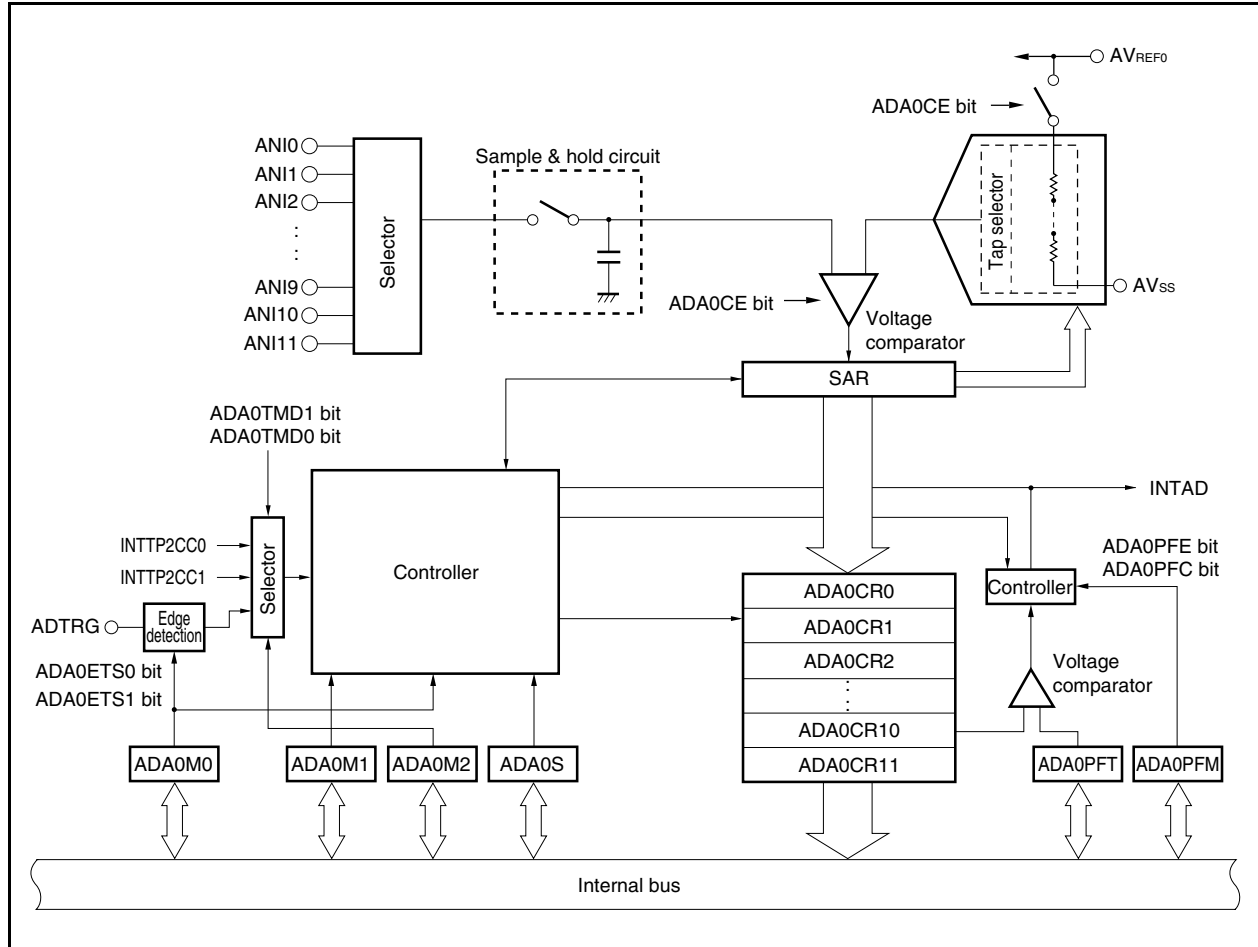 AVREF0
ADA0CE bit
ANI0
ANI1
ANI2
ANI9
ANI10
ANI11
Selector
Sample & hold circuit
Tap selector
AVSS
ADA0CE bit
Voltage
comparator
SAR
ADA0TMD1 bit
ADA0TMD0 bit
INTTP2CC0
INTTP2CC1
ADTRG
Edge
detection
Selector
ADA0ETS0 bit
ADA0ETS1 bit
Controller
INTAD
ADA0PFE bit
ADA0PFC bit
Controller
Voltage
comparator
ADA0CR0
ADA0CR1
ADA0CR2
ADA0CR10
ADA0CR11
ADA0M0
ADA0M1
ADA0M2
ADA0S
ADA0PFT
ADA0PFM
Internal bus